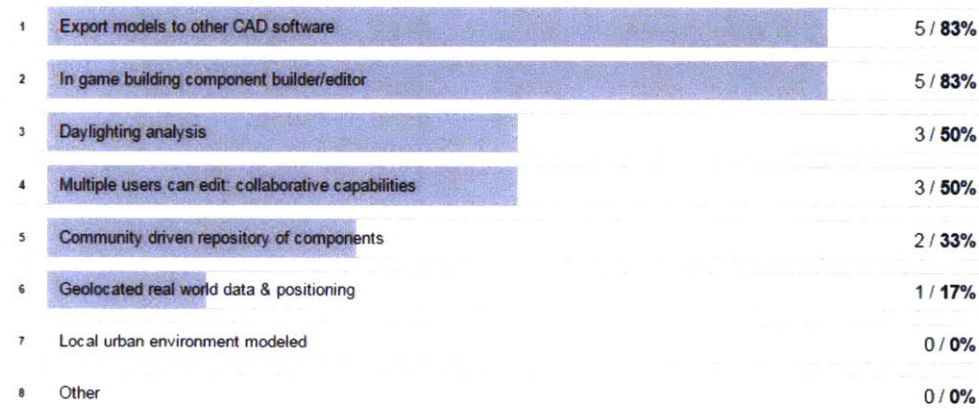 1 Export models to other CAD software 5 / 83%
2 In game building component builder/editor 5 / 83%
3 Daylighting analysis 3 / 50%
4 Multiple users can edit: collaborative capabilities 3 / 50%
5 Community driven repository of components 2 / 33%
6 Geolocated real world data & positioning 1 / 17%
7 Local urban environment modeled 0 / 0%
8 Other 0 / 0%